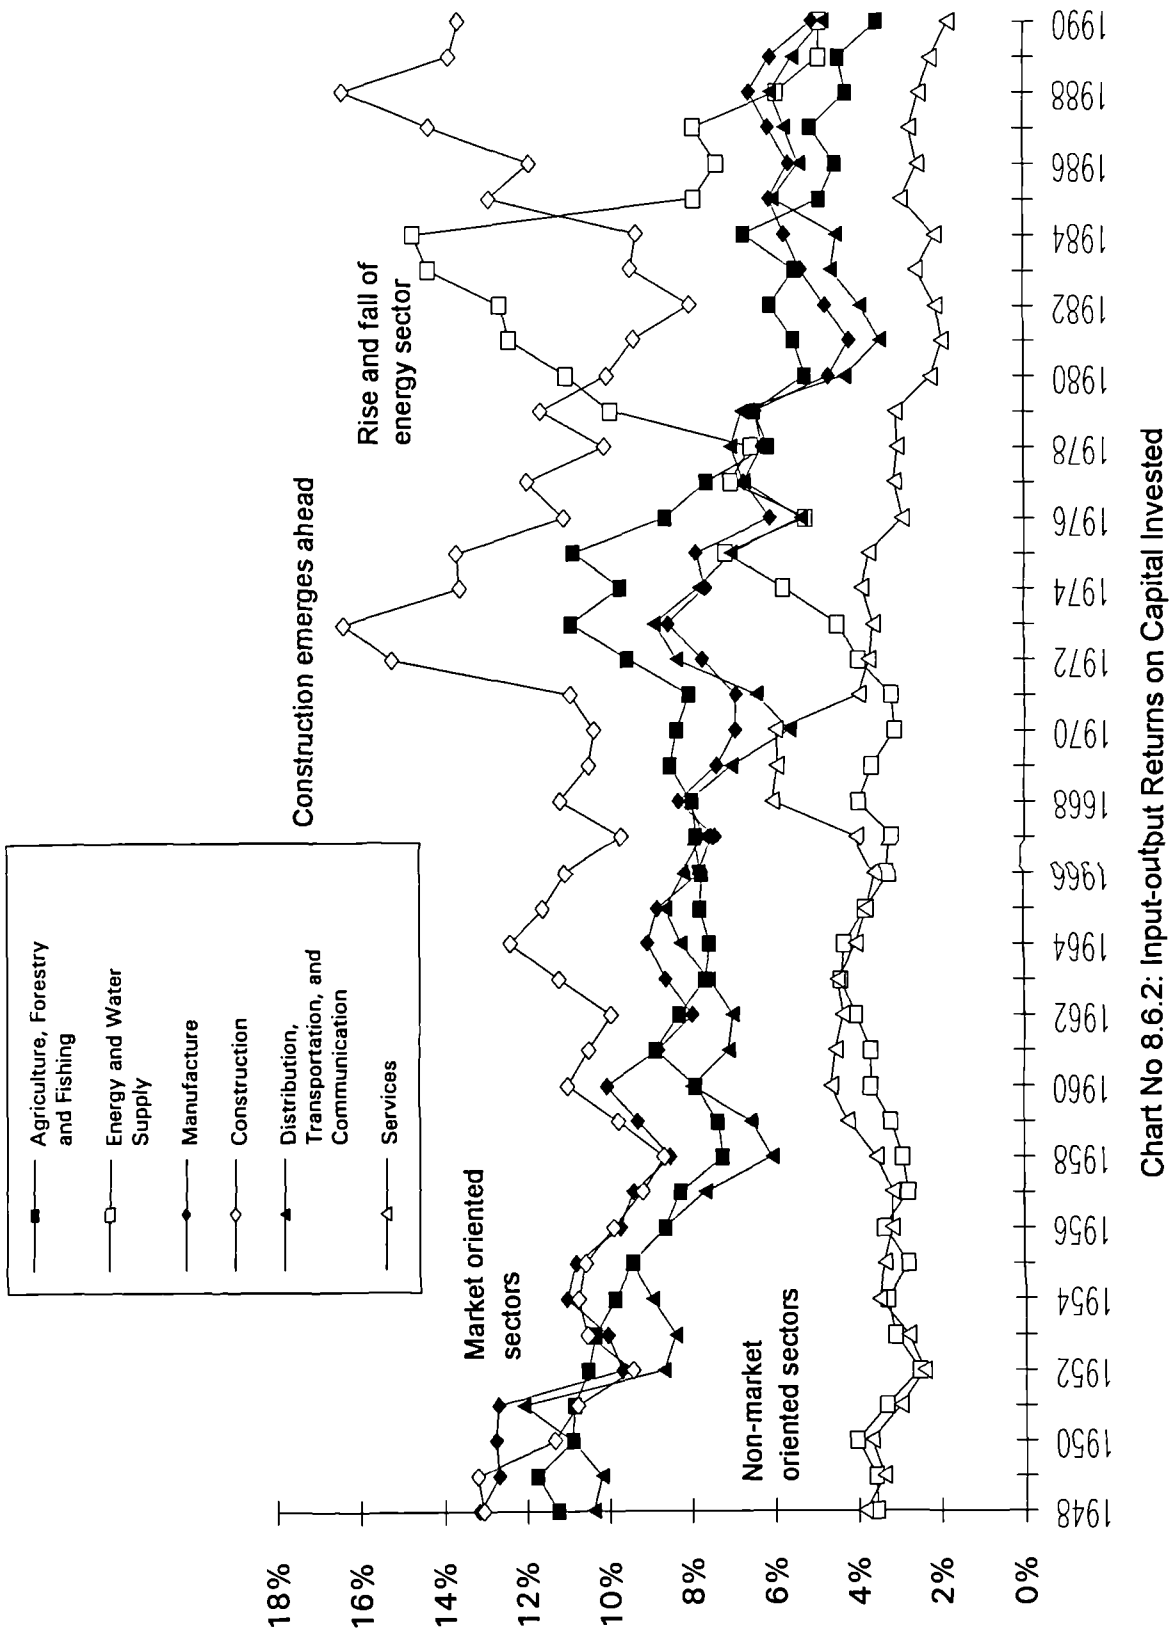 Agriculture, Forestry
and Fishing
Energy and Water
Supply
Manufacture
Construction
Distribution,
Transportation, and
Communication
Services
Construction emerges ahead
Rise and fall of
energy sector
Market oriented
sectors
Non-market
oriented sectors
18%
16%
14%
12%
10%
8%
6%
4%
2%
0%
1948
1950
1952
1954
1956
1958
1960
1962
1964
1966
1968
1970
1972
1974
1976
1978
1980
1982
1984
1986
1988
1990
Chart No 8.6.2: Input-output Returns on Capital Invested